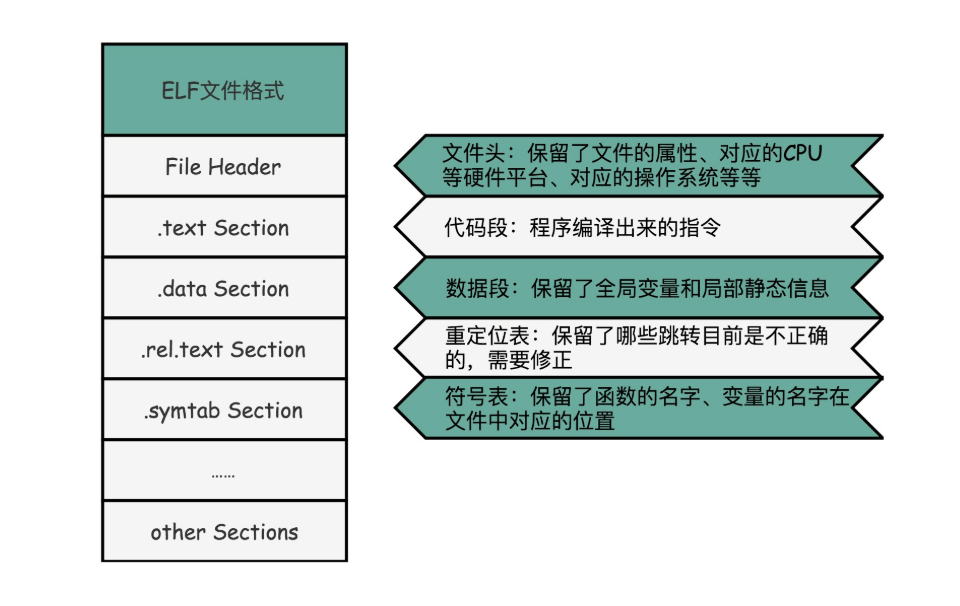 ELF文件格式
File Header
文件头：保留了文件的属性、对应的CPU
等硬件平台、对应的操作系统等等
.text Section
代码段：程序编译出来的指令
.data Section
数据段：保留了全局变量和局部静态信息
.rel.text Section
重定位表：保留了哪些跳转目前是不正确
的，需要修正
.symtab Section
符号表：保留了函数的名字、变量的名字在
文件中对应的位置
……
other Sections